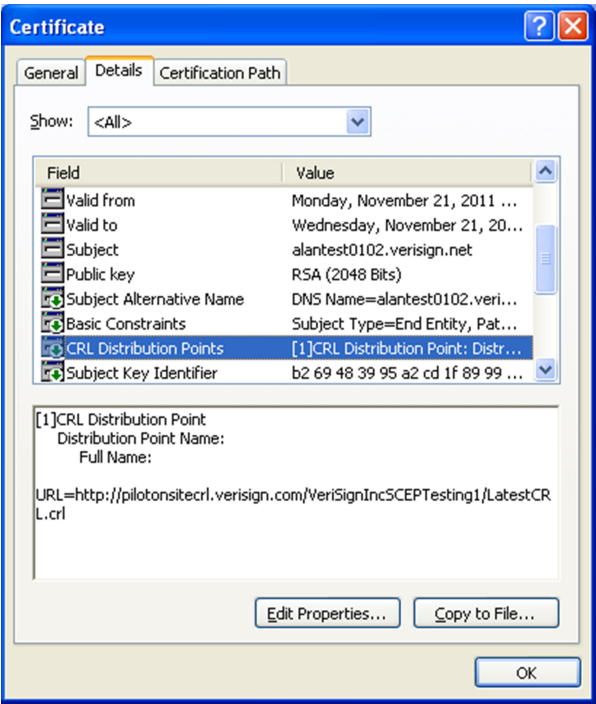 Certificate
General Details Certification Path
Show: <All>
Field Value
Valid from Monday, November 21, 2011 ...
Valid to Wednesday, November 21, 20...
Subject alantest0102.verisign.net
Public key RSA (2048 Bits)
Subject Alternative Name DNS Name=alantest0102.veri...
Basic Constraints Subject Type=End Entity, Pat...
CRL Distribution Points [1]CRL Distribution Point: Distr...
Subject Key Identifier b2 69 48 39 95 a2 cd 1f 89 99 ...
[1]CRL Distribution Point
Distribution Point Name:
Full Name:
URL=http://pilotonsitecrl.verisign.com/VeriSignIncSCEPTesting1/LatestCR
L.crl
Edit Properties... Copy to File...
OK